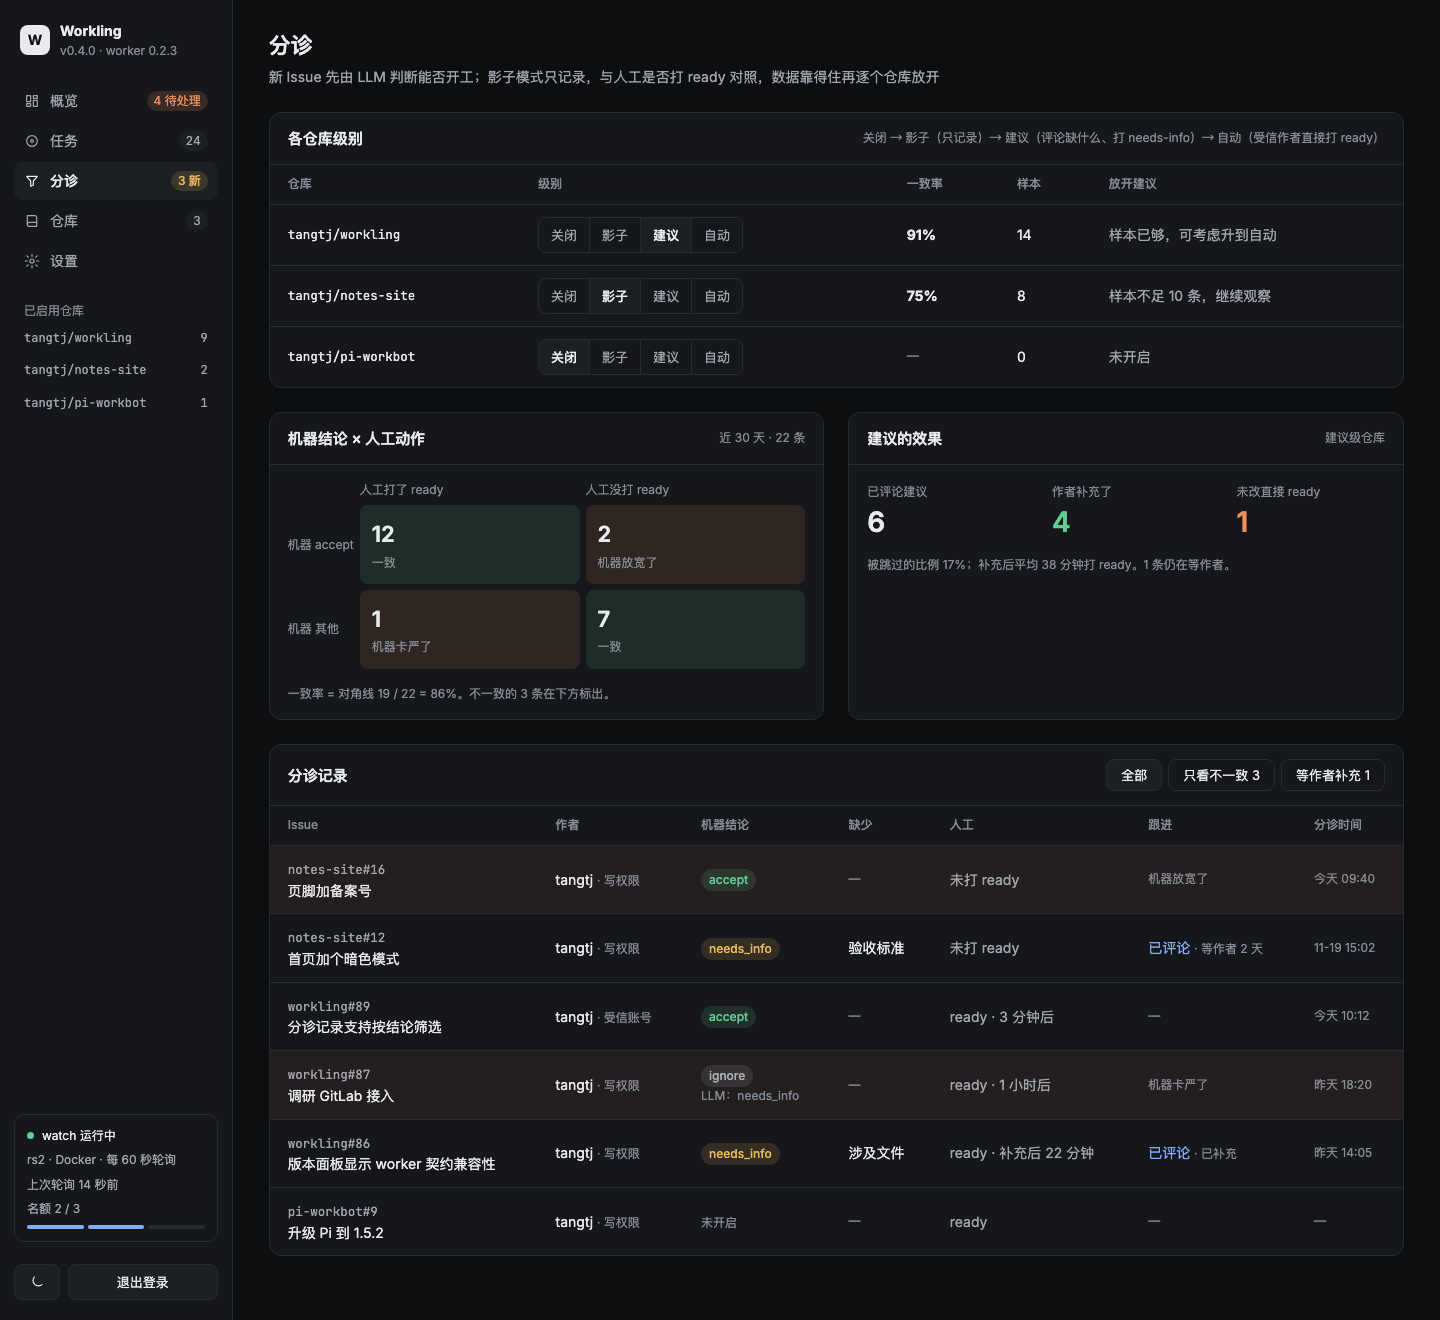 W
Workling
v0.4.0 · worker 0.2.3
概览
4 待处理
任务
24
分诊
3 新
仓库
3
设置
已启用仓库
tangtj/workling
9
tangtj/notes-site
2
tangtj/pi-workbot
1
watch 运行中
rs2 · Docker · 每 60 秒轮询
上次轮询 14 秒前
名额 2 / 3
退出登录
分诊
新 Issue 先由 LLM 判断能否开工；影子模式只记录，与人工是否打 ready 对照，数据靠得住再逐个仓库放开
各仓库级别
关闭 → 影子（只记录）→ 建议（评论缺什么、打 needs-info）→ 自动（受信作者直接打 ready）
仓库 级别 一致率 样本 放开建议
tangtj/workling 关闭 影子 建议 自动 91% 14 样本已够，可考虑升到自动
tangtj/notes-site 关闭 影子 建议 自动 75% 8 样本不足 10 条，继续观察
tangtj/pi-workbot 关闭 影子 建议 自动 — 0 未开启
机器结论 × 人工动作
近 30 天 · 22 条
人工打了 ready 人工没打 ready
机器 accept
12
一致
2
机器放宽了
机器 其他
1
机器卡严了
7
一致
一致率 = 对角线 19 / 22 = 86%。不一致的 3 条在下方标出。
建议的效果
建议级仓库
已评论建议
6
作者补充了
4
未改直接 ready
1
被跳过的比例 17%；补充后平均 38 分钟打 ready。1 条仍在等作者。
分诊记录
全部 只看不一致 3 等作者补充 1
Issue 作者 机器结论 缺少 人工 跟进 分诊时间
notes-site#16
页脚加备案号
tangtj · 写权限 accept — 未打 ready 机器放宽了 今天 09:40
notes-site#12
首页加个暗色模式
tangtj · 写权限 needs_info 验收标准 未打 ready 已评论 · 等作者 2 天 11-19 15:02
workling#89
分诊记录支持按结论筛选
tangtj · 受信账号 accept — ready · 3 分钟后 — 今天 10:12
workling#87
调研 GitLab 接入
tangtj · 写权限 ignore
LLM：needs_info
— ready · 1 小时后 机器卡严了 昨天 18:20
workling#86
版本面板显示 worker 契约兼容性
tangtj · 写权限 needs_info 涉及文件 ready · 补充后 22 分钟 已评论 · 已补充 昨天 14:05
pi-workbot#9
升级 Pi 到 1.5.2
tangtj · 写权限 未开启 — ready — —